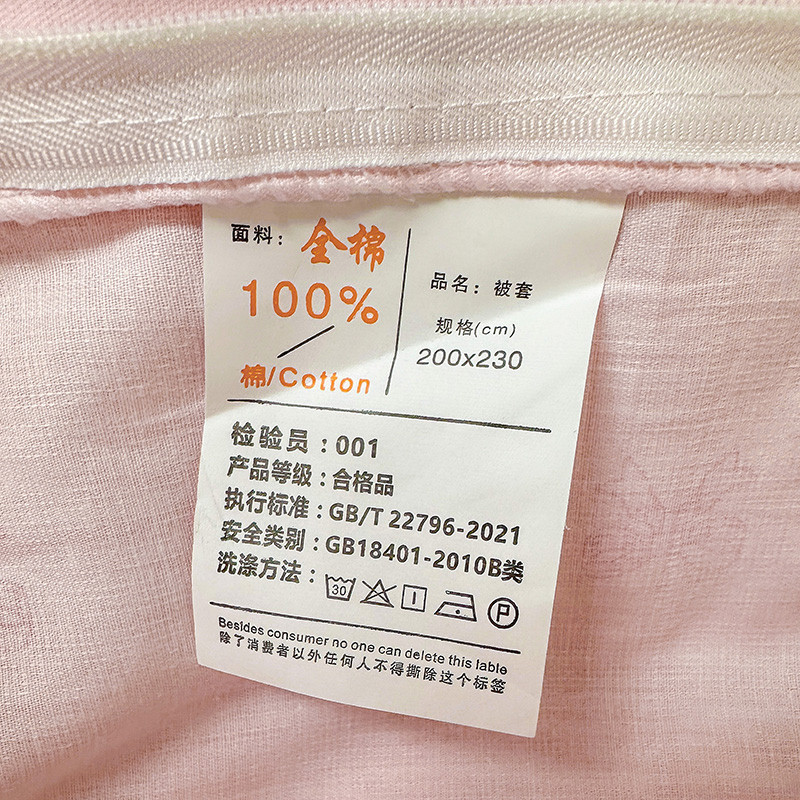 面料：全棉
100%
棉/Cotton
品名：被套
规格(cm)
200x230
检验员：001
产品等级：合格品
执行标准：GB/T 22796-2021
安全类别：GB18401-2010B类
洗涤方法：
30
P
Besides consumer no one can delete this lable
除了消费者以外任何人不得撕除这个标签